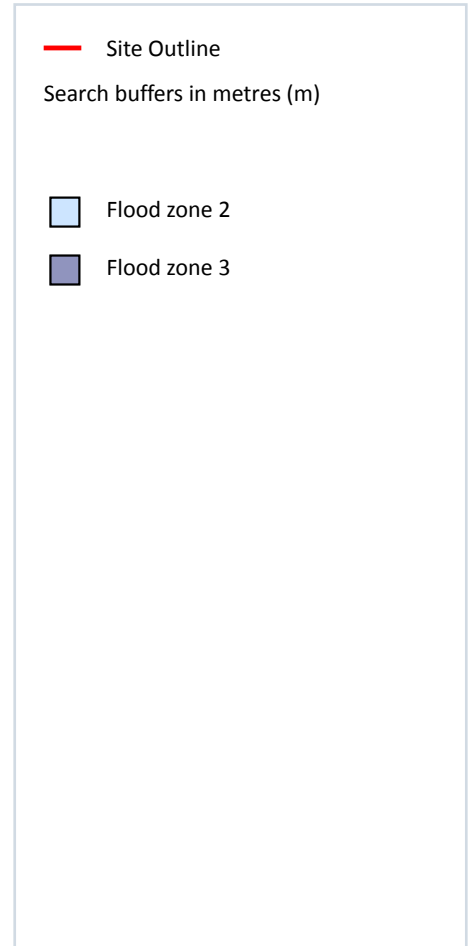 Site Outline
Search buffers in metres (m)
Flood zone 2
Flood zone 3